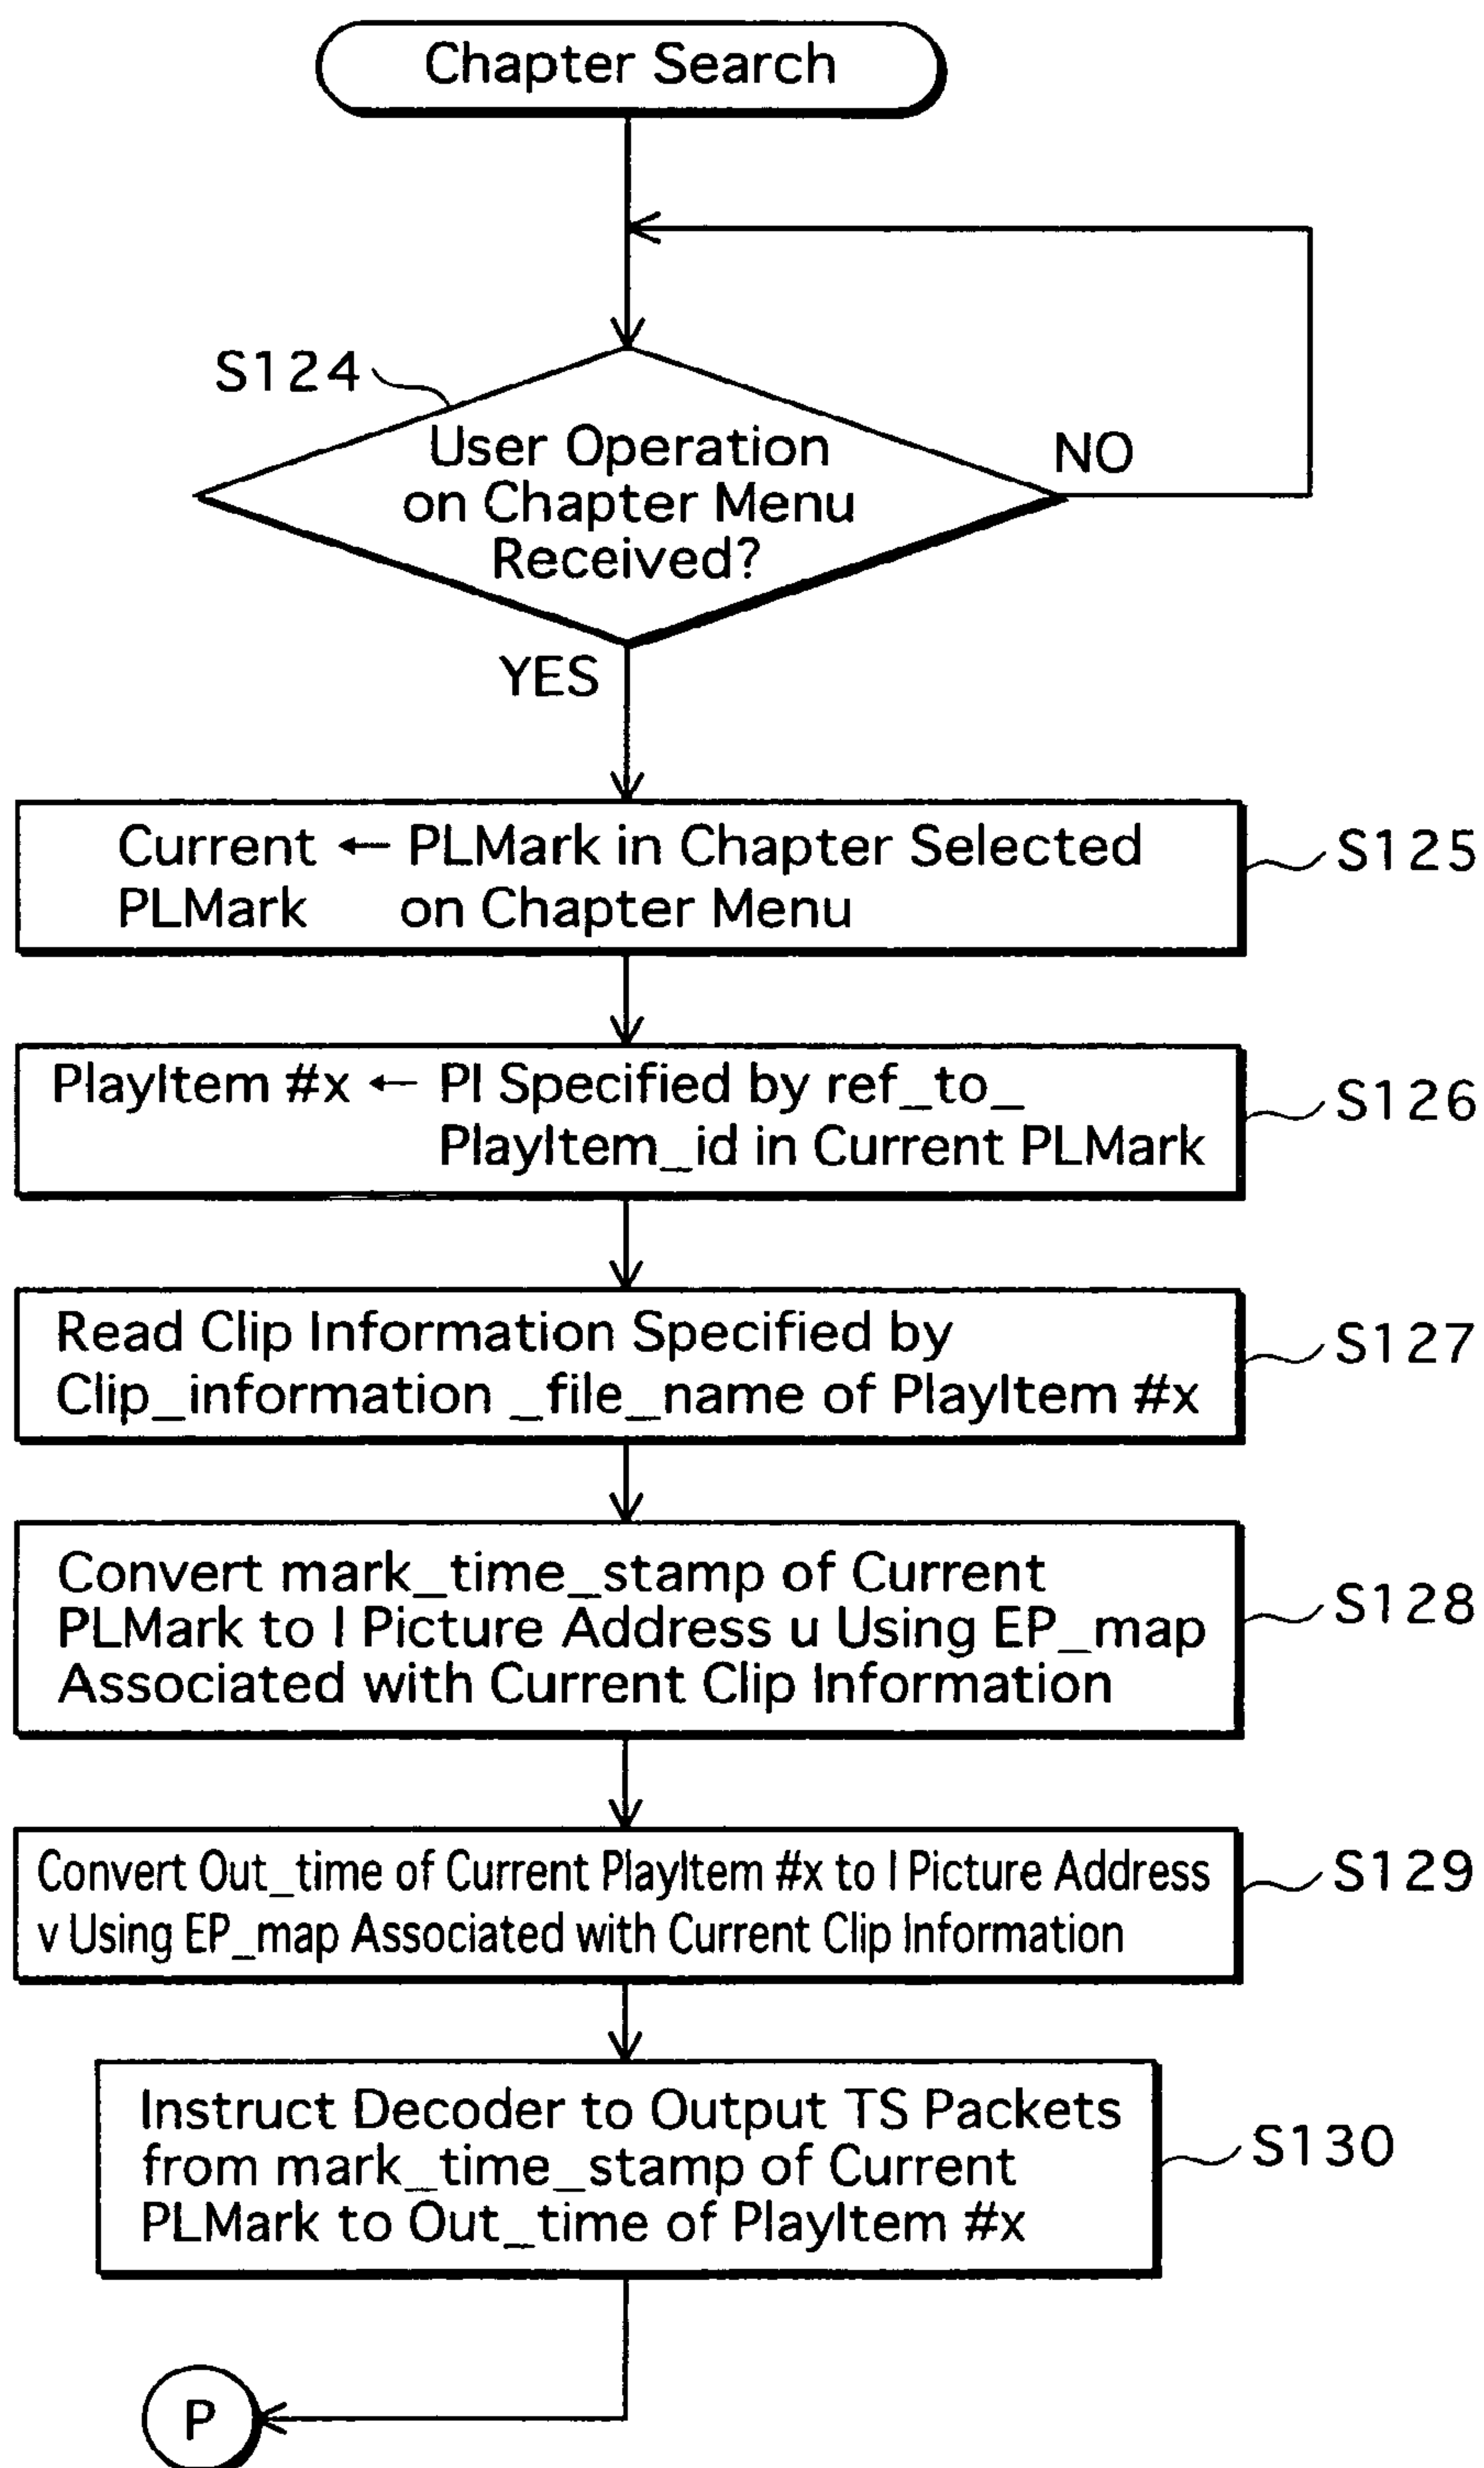 Chapter Search
S124
User Operation
on Chapter Menu
Received?
NO
YES
Current ← PLMark in Chapter Selected
PLMark on Chapter Menu
S125
PlayItem #x ← PI Specified by ref_to_
PlayItem_id in Current PLMark
S126
Read Clip Information Specified by
Clip_information _file_name of PlayItem #x
S127
Convert mark_time_stamp of Current
PLMark to I Picture Address u Using EP_map
Associated with Current Clip Information
S128
Convert Out_time of Current PlayItem #x to I Picture Address
v Using EP_map Associated with Current Clip Information
S129
Instruct Decoder to Output TS Packets
from mark_time_stamp of Current
PLMark to Out_time of PlayItem #x
S130
P